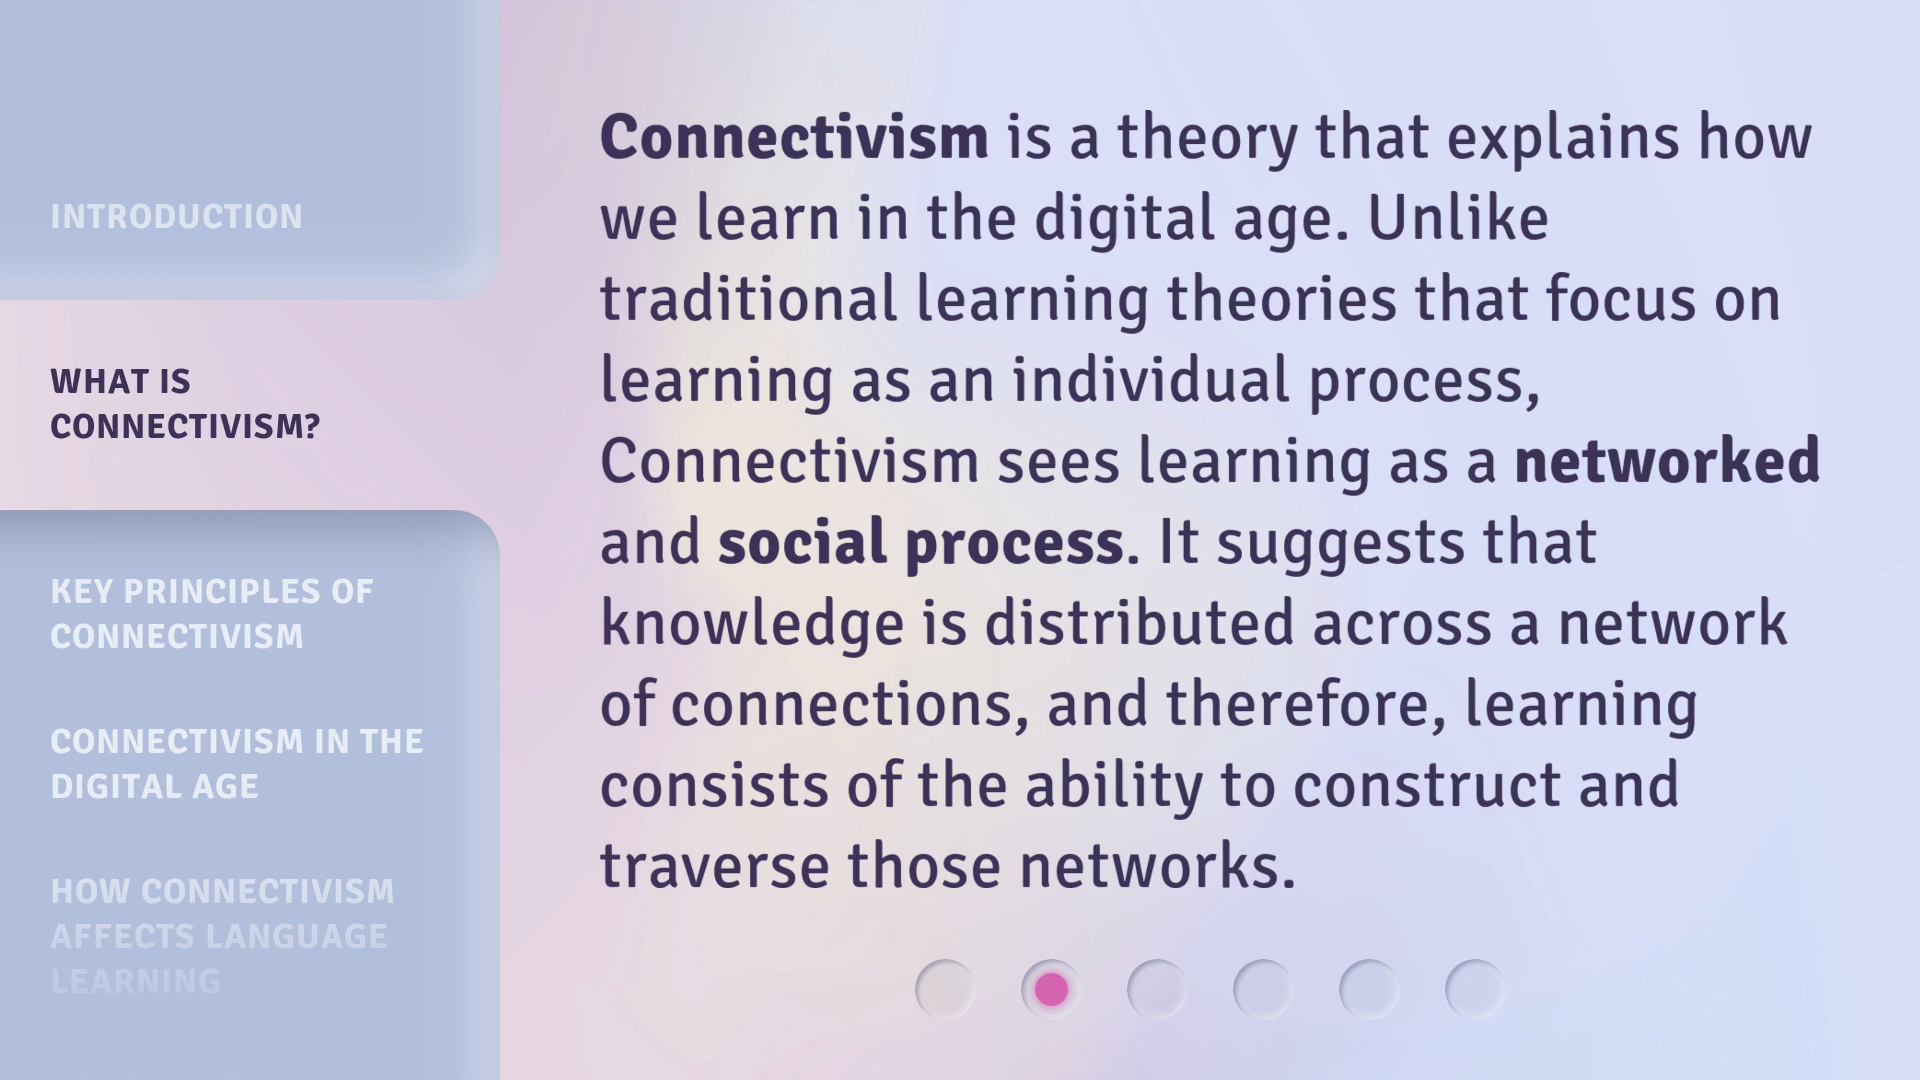 INTRODUCTION
WHAT IS
CONNECTIVISM?
KEY PRINCIPLES OF
CONNECTIVISM
CONNECTIVISM IN THE
DIGITAL AGE
HOW CONNECTIVISM
AFFECTS LANGUAGE
LEARNING
Connectivism is a theory that explains how
we learn in the digital age. Unlike
traditional learning theories that focus on
learning as an individual process,
Connectivism sees learning as a networked
and social process. It suggests that
knowledge is distributed across a network
of connections, and therefore, learning
consists of the ability to construct and
traverse those networks.